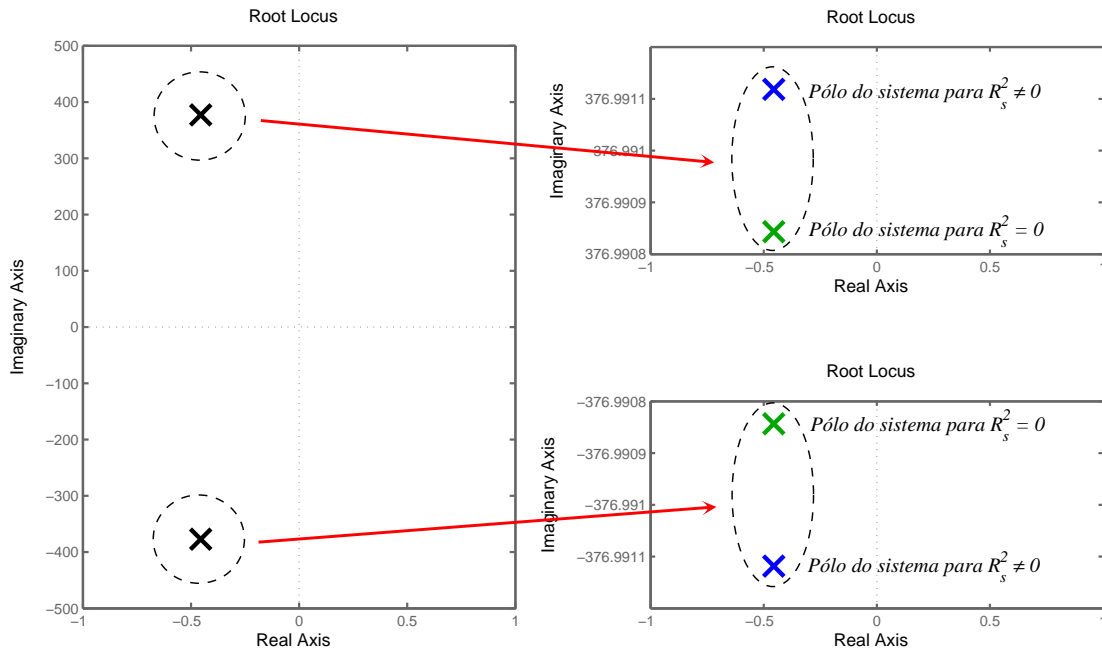 Root Locus
500
400
300
200
100
0
−100
−200
−300
−400
−500
−1
−0.5
0
0.5
1
Real Axis
Imaginary Axis
Root Locus
376.9911
376.991
376.9909
376.9908
−1
−0.5
0
0.5
1
Real Axis
Imaginary Axis
Pólo do sistema para R_s^2 ≠ 0
Pólo do sistema para R_s^2 = 0
Root Locus
−376.9908
−376.9909
−376.991
−376.9911
−1
−0.5
0
0.5
1
Real Axis
Imaginary Axis
Pólo do sistema para R_s^2 = 0
Pólo do sistema para R_s^2 ≠ 0